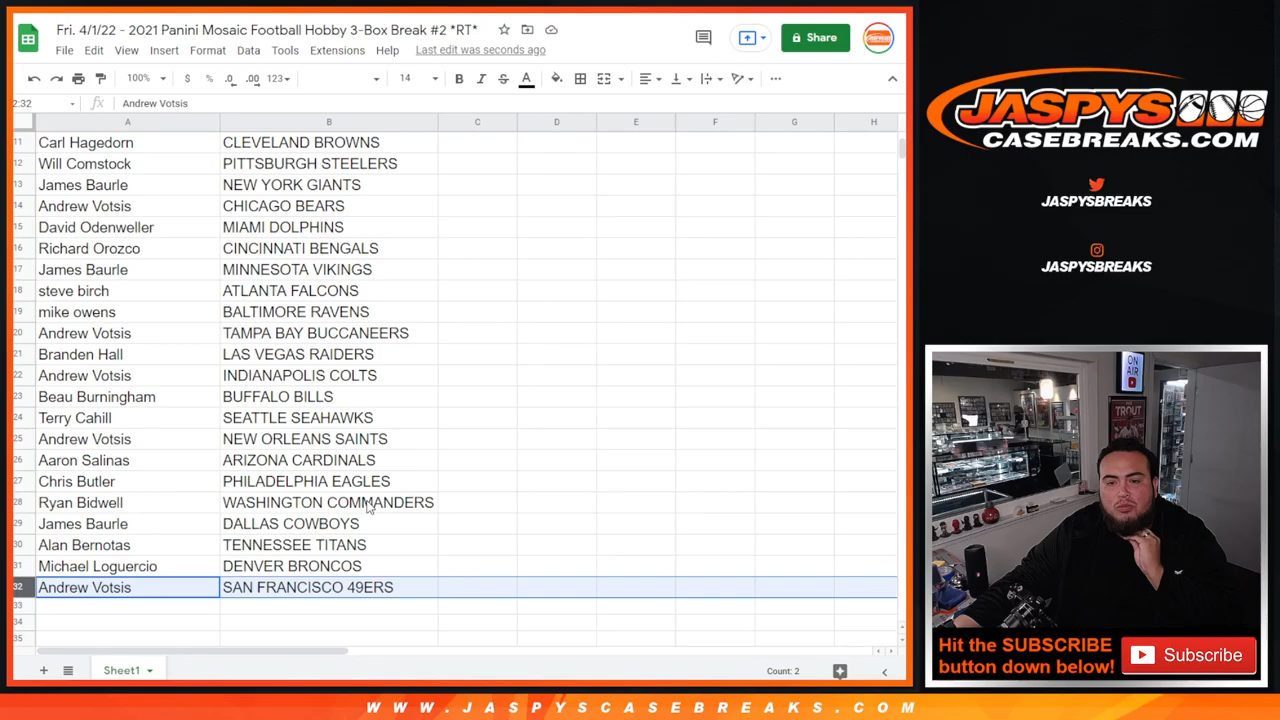 Fri. 4/1/22 - 2021 Panini Mosaic Football Hobby 3-Box Break #2 *RT*
File Edit View Insert Format Data Tools Extensions Help Last edit was seconds ago
Share
100% $ % .0 .00 123 14 B I S A
2:32 fx Andrew Votsis
A B C D E F G H
11 Carl Hagedorn CLEVELAND BROWNS
12 Will Comstock PITTSBURGH STEELERS
13 James Baurle NEW YORK GIANTS
14 Andrew Votsis CHICAGO BEARS
15 David Odenweller MIAMI DOLPHINS
16 Richard Orozco CINCINNATI BENGALS
17 James Baurle MINNESOTA VIKINGS
18 steve birch ATLANTA FALCONS
19 mike owens BALTIMORE RAVENS
20 Andrew Votsis TAMPA BAY BUCCANEERS
21 Branden Hall LAS VEGAS RAIDERS
22 Andrew Votsis INDIANAPOLIS COLTS
23 Beau Burningham BUFFALO BILLS
24 Terry Cahill SEATTLE SEAHAWKS
25 Andrew Votsis NEW ORLEANS SAINTS
26 Aaron Salinas ARIZONA CARDINALS
27 Chris Butler PHILADELPHIA EAGLES
28 Ryan Bidwell WASHINGTON COMMANDERS
29 James Baurle DALLAS COWBOYS
30 Alan Bernotas TENNESSEE TITANS
31 Michael Loguercio DENVER BRONCOS
32 Andrew Votsis SAN FRANCISCO 49ERS
33
34
35
Sheet1 Count: 2
JASPYS
CASEBREAKS.COM
JASPYSBREAKS
JASPYSBREAKS
ON
AIR
TROUT
Hit the SUBSCRIBE
button down below!
Subscribe
WWW.JASPYSCASEBREAKS.COM